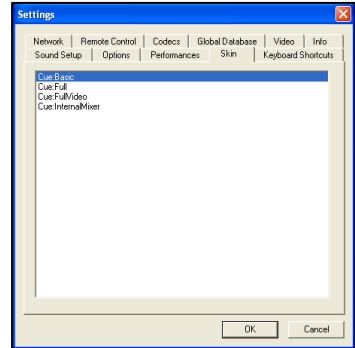 Settings
Network Remote Control Codecs Global Database Video Info
Sound Setup Options Performances Skin Keyboard Shortcuts
Cue:Basic
Cue:Full
Cue:FullVideo
Cue:InternalMixer
OK Cancel